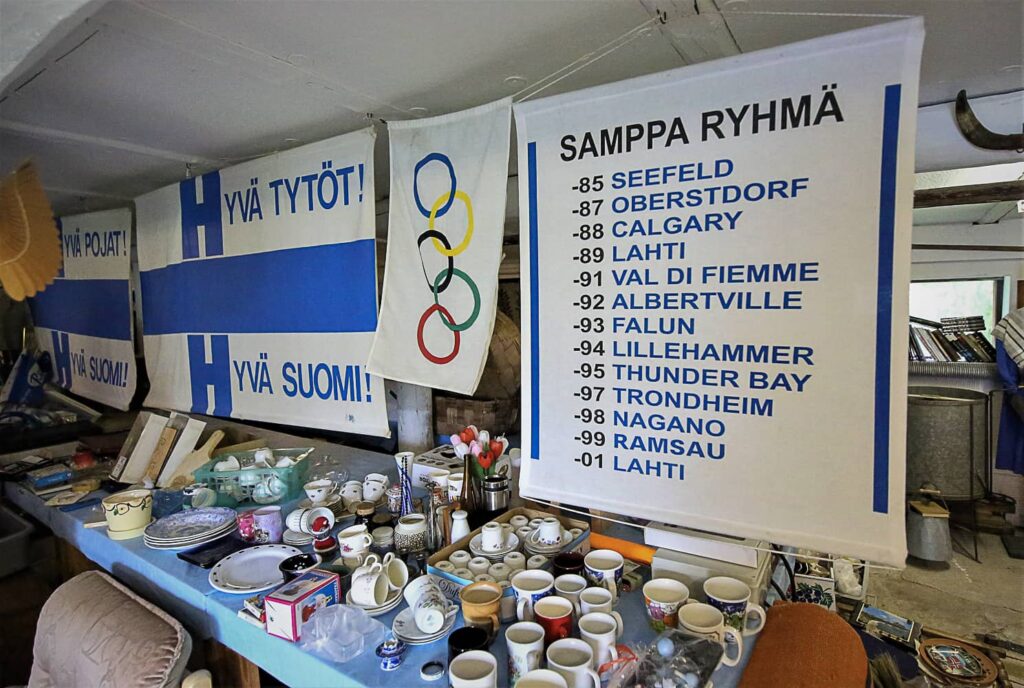 HYVÄ POJAT!
HYVÄ SUOMI!
HYVÄ TYTÖT!
HYVÄ SUOMI!
SAMPPA RYHMÄ
-85 SEEFELD
-87 OBERSTDORF
-88 CALGARY
-89 LAHTI
-91 VAL DI FIEMME
-92 ALBERTVILLE
-93 FALUN
-94 LILLEHAMMER
-95 THUNDER BAY
-97 TRONDHEIM
-98 NAGANO
-99 RAMSAU
-01 LAHTI